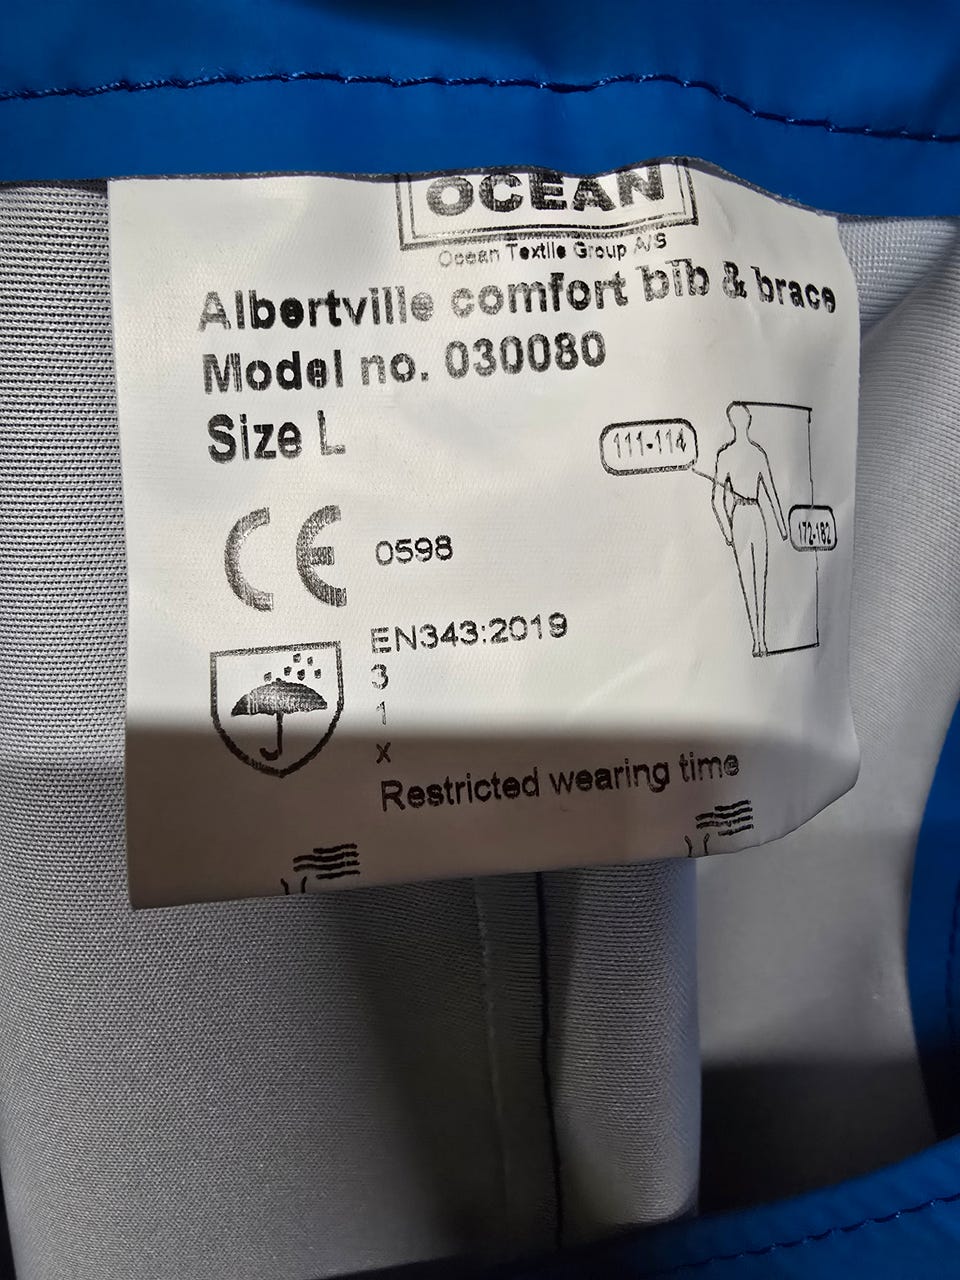 OCEAN
Ocean Textile Group A/S
Albertville comfort bib & brace
Model no. 030080
Size L
111-114
172-182
CE 0598
EN343:2019
3
1
x
Restricted wearing time